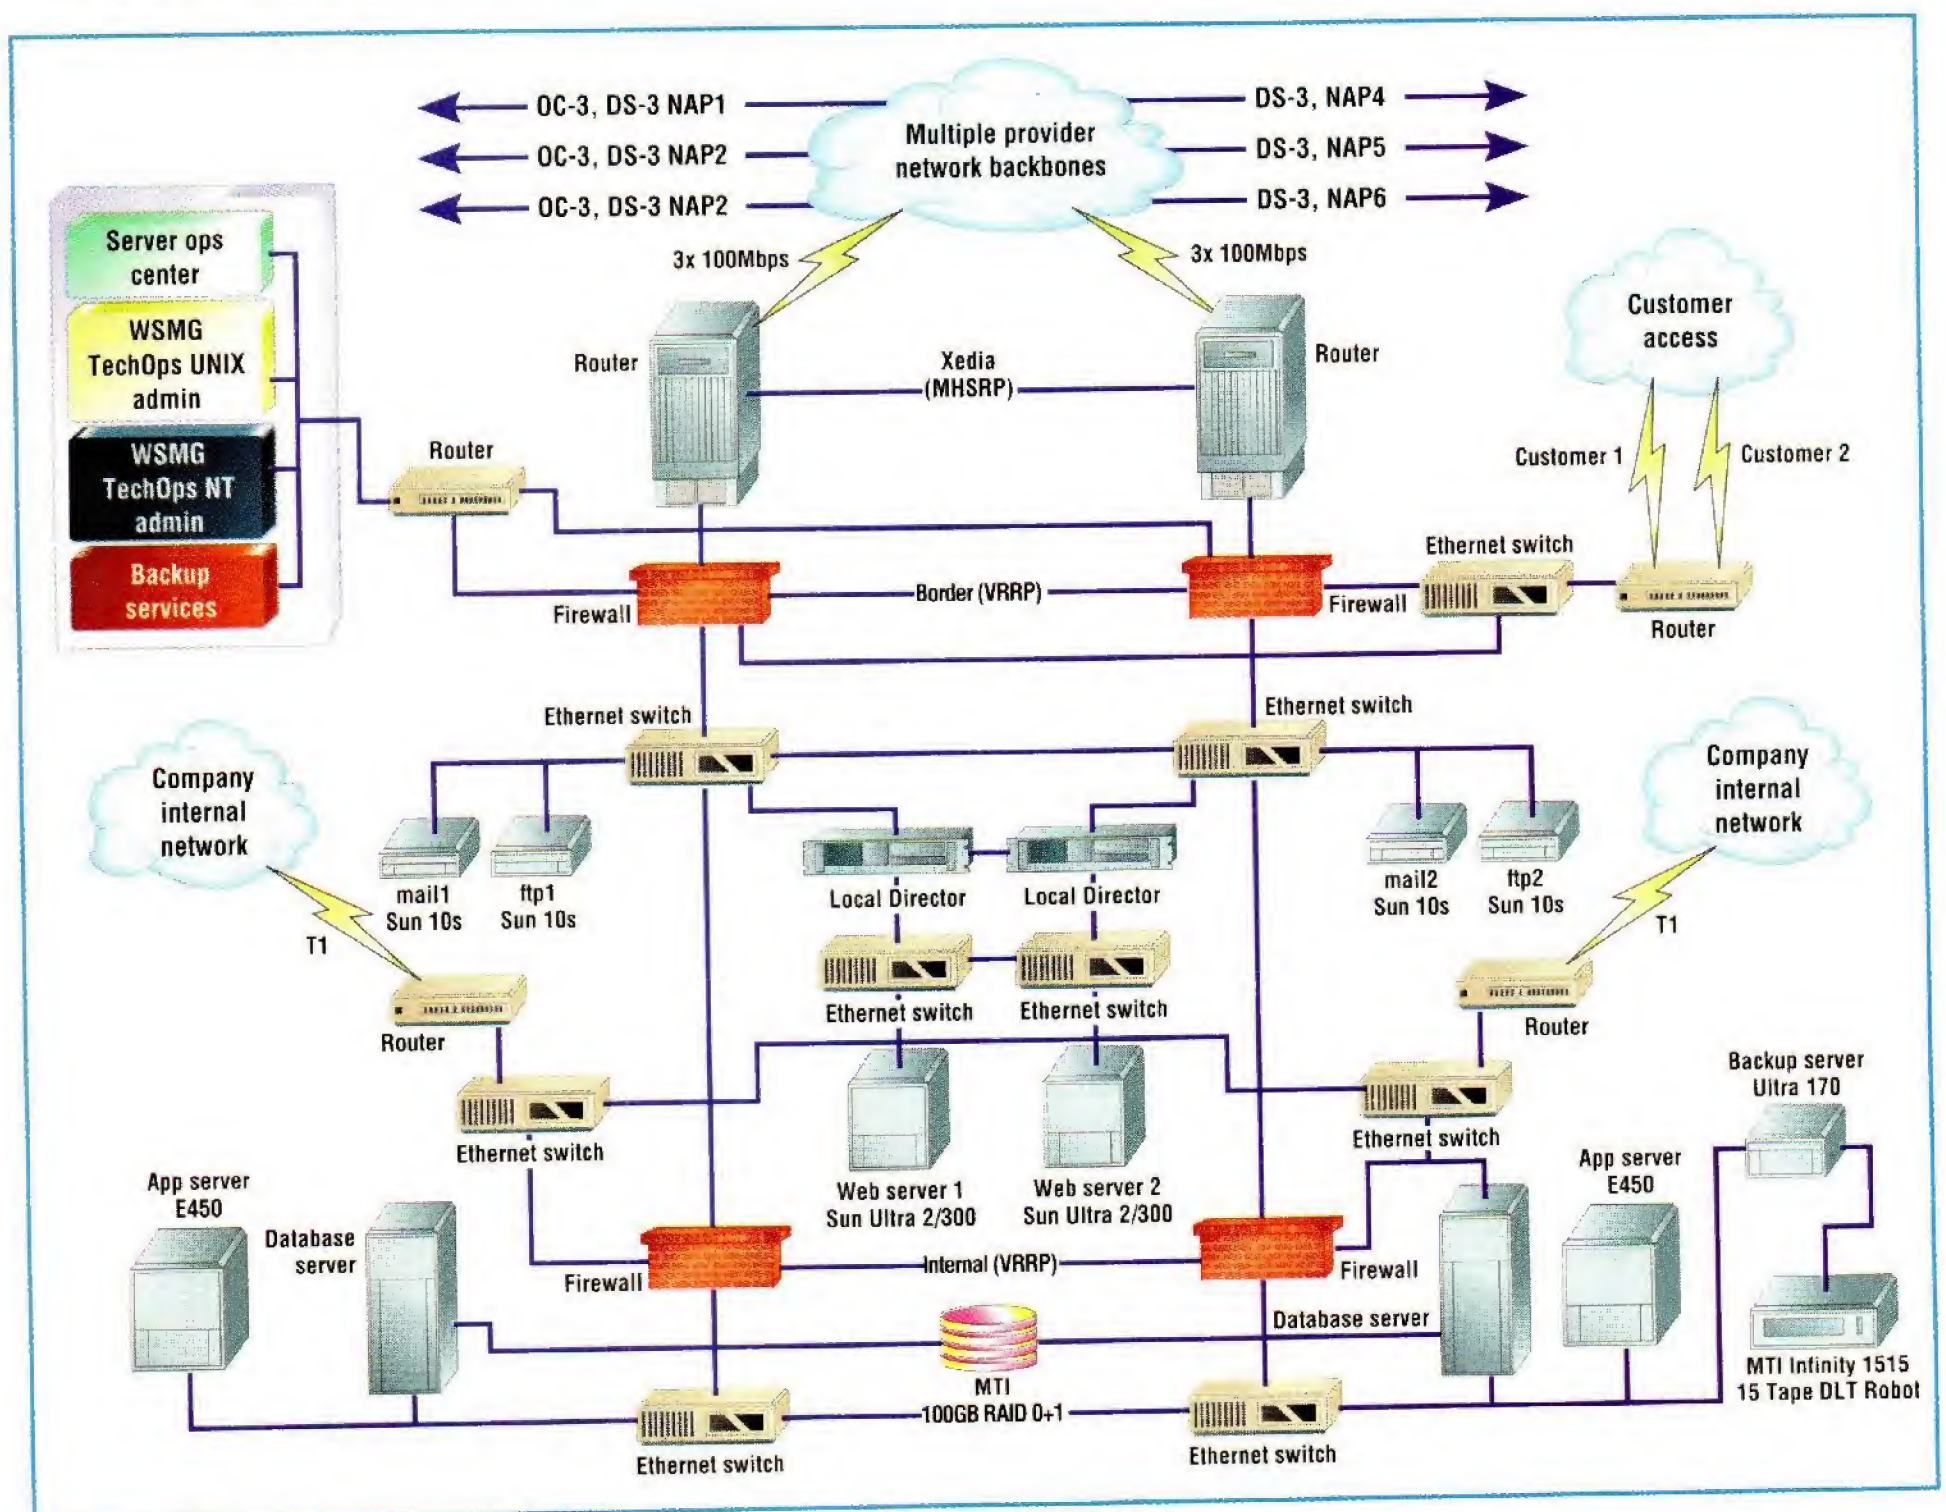 OC-3, DS-3 NAP1
OC-3, DS-3 NAP2
OC-3, DS-3 NAP2
Multiple provider
network backbones
DS-3, NAP4
DS-3, NAP5
DS-3, NAP6
Server ops
center
WSMG
TechOps UNIX
admin
WSMG
TechOps NT
admin
Backup
services
3x 100Mbps
3x 100Mbps
Router
Xedia
(MHSRP)
Router
Customer
access
Customer 1
Customer 2
Router
Ethernet switch
Firewall
Border (VRRP)
Firewall
Router
Ethernet switch
Ethernet switch
Company
internal
network
Company
internal
network
mail1
Sun 10s
ftp1
Sun 10s
Local Director
Local Director
mail2
Sun 10s
ftp2
Sun 10s
T1
T1
Router
Ethernet switch
Ethernet switch
Router
Ethernet switch
Ethernet switch
Backup server
Ultra 170
App server
E450
Database
server
Web server 1
Sun Ultra 2/300
Web server 2
Sun Ultra 2/300
App server
E450
Firewall
Internal (VRRP)
Firewall
Database server
MTI
100GB RAID 0+1
MTI Infinity 1515
15 Tape DLT Robot
Ethernet switch
Ethernet switch